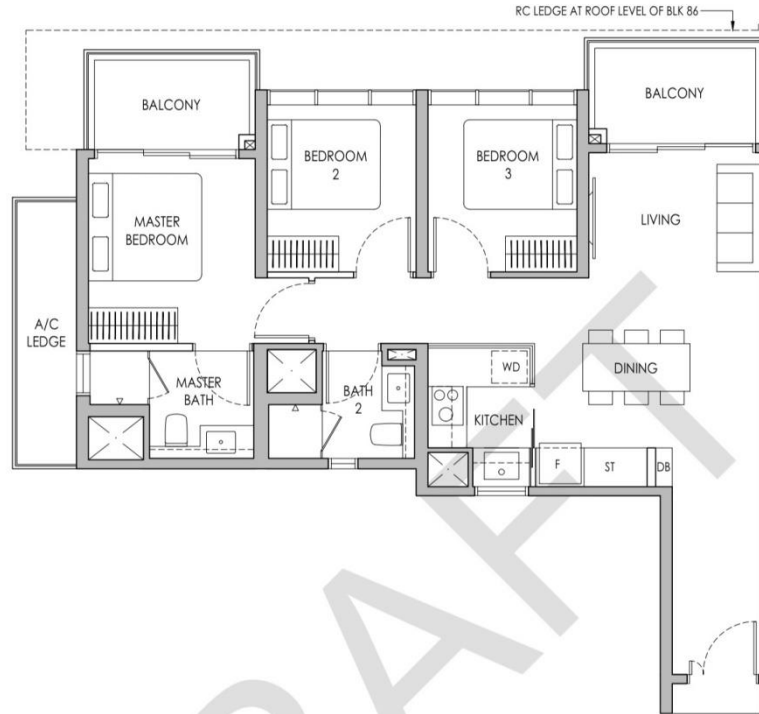 RC LEDGE AT ROOF LEVEL OF BLK 86
BALCONY
BALCONY
BEDROOM
2
BEDROOM
3
MASTER
BEDROOM
LIVING
A/C
LEDGE
MASTER
BATH
BATH
2
WD
KITCHEN
DINING
F
ST
DB
DRAFT